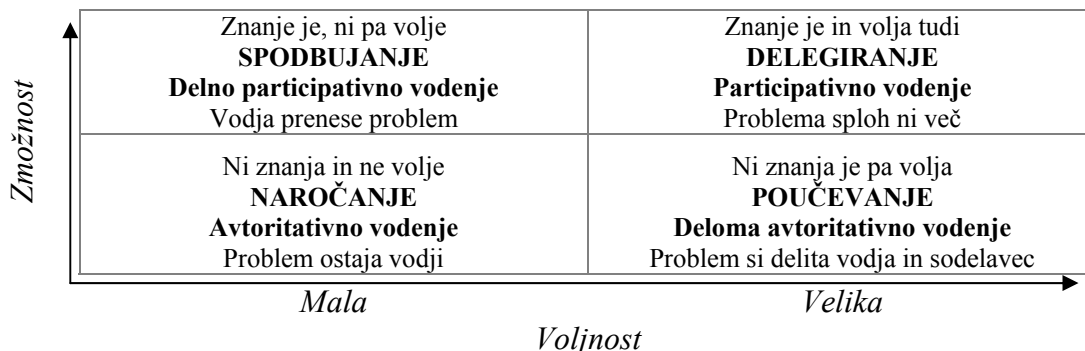 Zmožnost
Znanje je, ni pa volje
SPODBUJANJE
Delno participativno vodenje
Vodja prenese problem
Znanje je in volja tudi
DELEGIRANJE
Participativno vodenje
Problema sploh ni več
Ni znanja in ne volje
NAROČANJE
Avtoritativno vodenje
Problem ostaja vodji
Ni znanja je pa volja
POUČEVANJE
Deloma avtoritativno vodenje
Problem si delita vodja in sodelavec
Mala
Velika
Voljnost